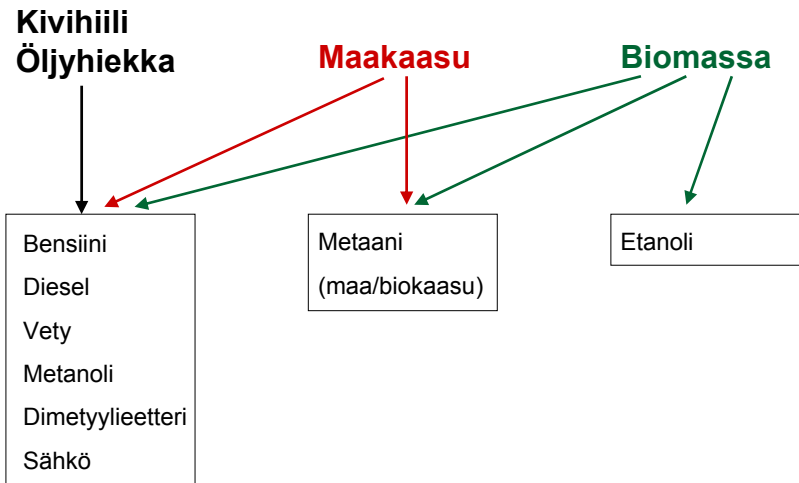 Kivihiili
Öljyhiekka
Maakaasu
Biomassa
Bensiini
Diesel
Vety
Metanoli
Dimetyylieetteri
Sähkö
Metaani
(maa/biokaasu)
Etanoli